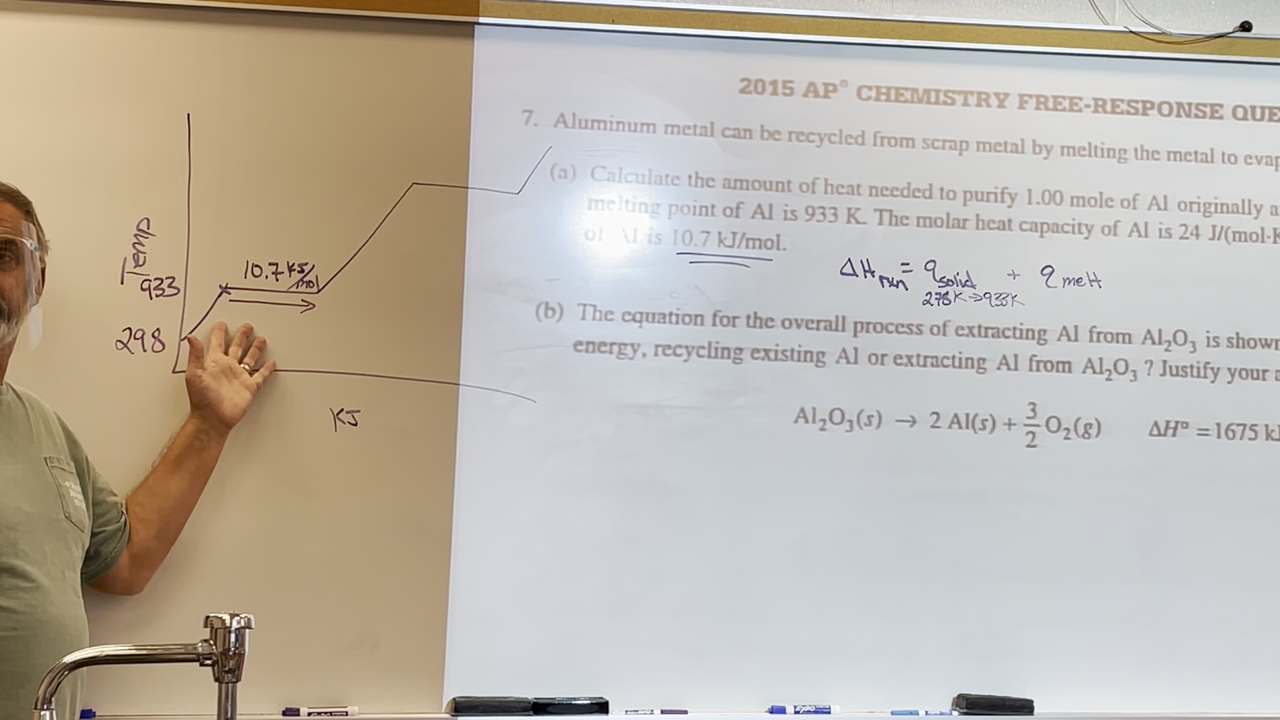 2015 AP® CHEMISTRY FREE-RESPONSE QUE
7. Aluminum metal can be recycled from scrap metal by melting the metal to evap
(a) Calculate the amount of heat needed to purify 1.00 mole of Al originally a
melting point of Al is 933 K. The molar heat capacity of Al is 24 J/(mol·K
of Al is 10.7 kJ/mol.
ΔHrxn = qsolid + qmelt
278K→933K
(b) The equation for the overall process of extracting Al from Al₂O₃ is shown
energy, recycling existing Al or extracting Al from Al₂O₃ ? Justify your a
Al₂O₃(s) → 2 Al(s) + 3/2 O₂(g) ΔH° = 1675 kJ
Temp
933
10.7 KJ/mol
298
KJ